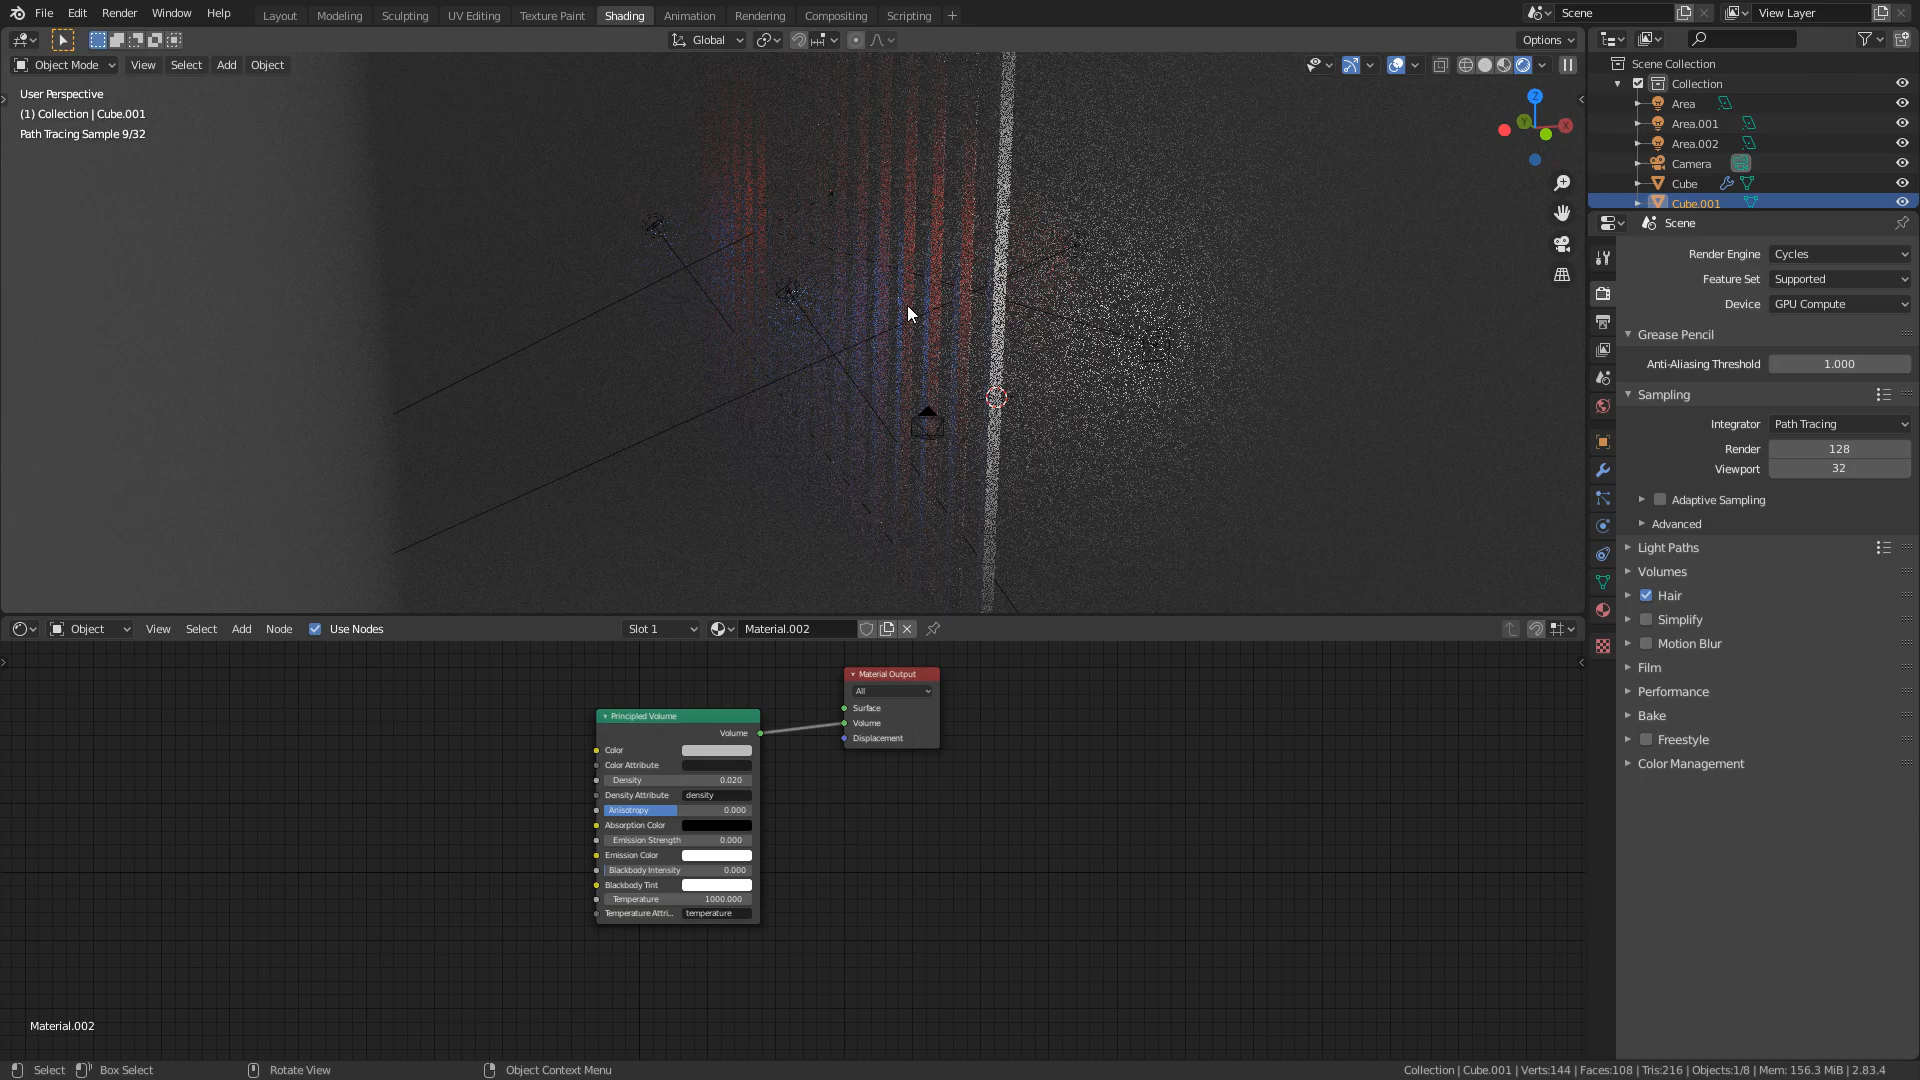 File Edit Render Window Help Layout Modeling Sculpting UV Editing Texture Paint Shading Animation Rendering Compositing Scripting + Scene View Layer
Global Options
Object Mode View Select Add Object
User Perspective
(1) Collection | Cube.001
Path Tracing Sample 9/32
Z
Y
X
Scene Collection
Collection
Area
Area.001
Area.002
Camera
Cube
Cube.001
Scene
Render Engine Cycles
Feature Set Supported
Device GPU Compute
Grease Pencil
Anti-Aliasing Threshold 1.000
Sampling
Integrator Path Tracing
Render 128
Viewport 32
Adaptive Sampling
Advanced
Light Paths
Volumes
Hair
Simplify
Motion Blur
Film
Performance
Bake
Freestyle
Color Management
Object View Select Add Node Use Nodes Slot 1 Material.002
Material Output
All
Surface
Volume
Displacement
Principled Volume
Volume
Color
Color Attribute
Density 0.020
Density Attribute density
Anisotropy 0.000
Absorption Color
Emission Strength 0.000
Emission Color
Blackbody Intensity 0.000
Blackbody Tint
Temperature 1000.000
Temperature Attri... temperature
Material.002
Select Box Select Rotate View Object Context Menu Collection | Cube.001 | Verts:144 | Faces:108 | Tris:216 | Objects:1/8 | Mem: 156.3 MiB | 2.83.4